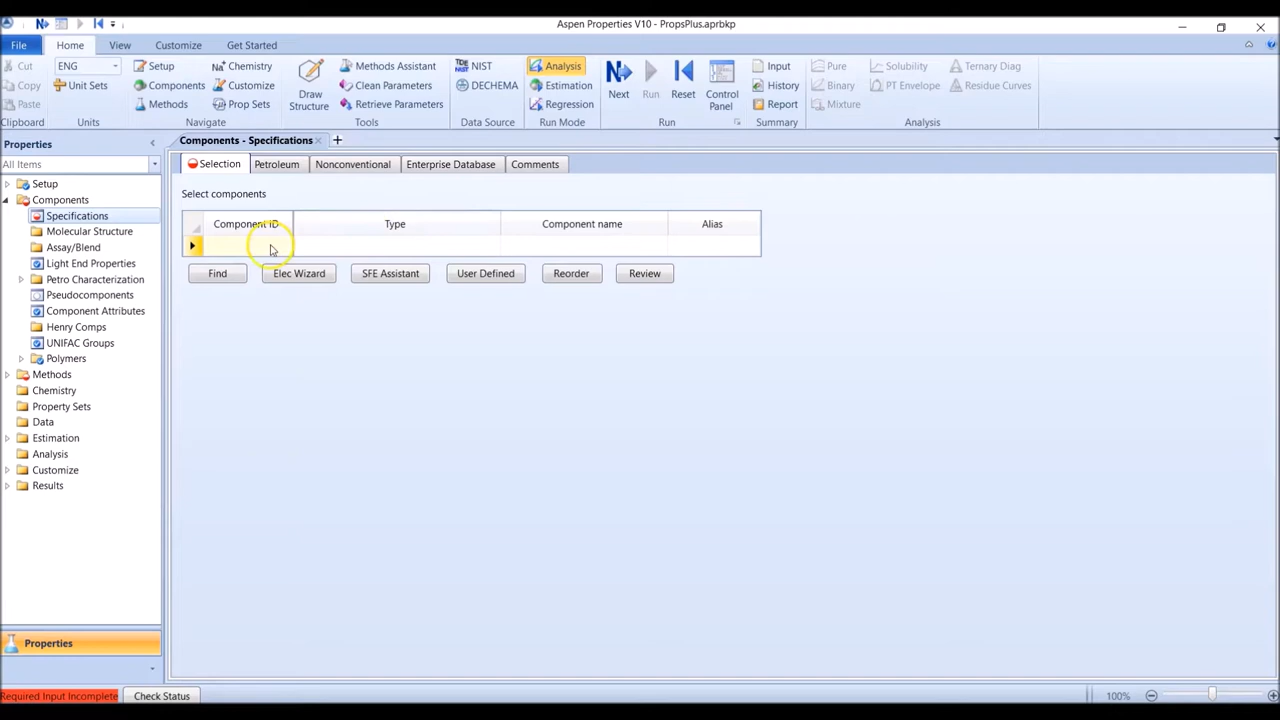 Aspen Properties V10 - PropsPlus.aprbkp
File Home View Customize Get Started
Cut ENG Setup Chemistry Methods Assistant NIST Analysis Input Pure Solubility Ternary Diag
Copy Unit Sets Components Customize Draw Structure Clean Parameters DECHEMA Estimation Next Run Reset Control Panel History Binary PT Envelope Residue Curves
Paste Methods Prop Sets Retrieve Parameters Regression Report Mixture
Clipboard Units Navigate Tools Data Source Run Mode Run Summary Analysis
Properties
Components - Specifications
All Items
Selection Petroleum Nonconventional Enterprise Database Comments
Setup
Components
Specifications
Molecular Structure
Assay/Blend
Light End Properties
Petro Characterization
Pseudocomponents
Component Attributes
Henry Comps
UNIFAC Groups
Polymers
Methods
Chemistry
Property Sets
Data
Estimation
Analysis
Customize
Results
Select components
Component ID Type Component name Alias
Find Elec Wizard SFE Assistant User Defined Reorder Review
Properties
Required Input Incomplete Check Status 100%